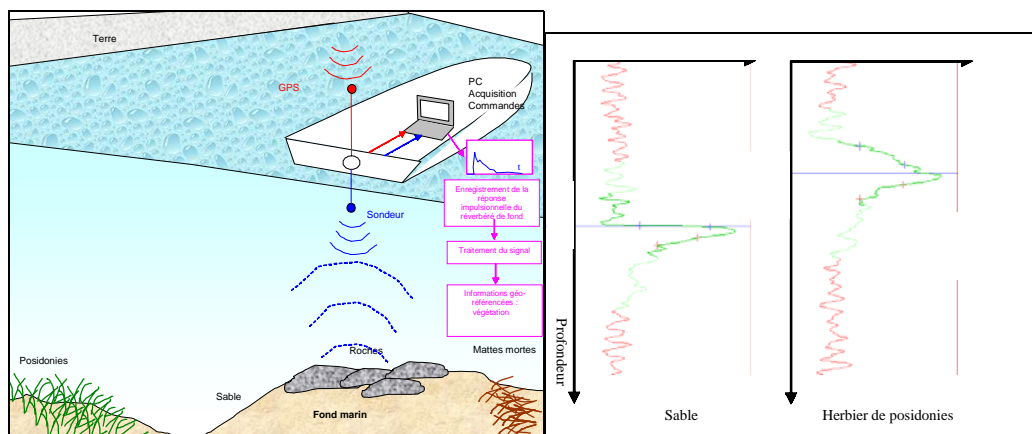 Terre
GPS
PC
Acquisition
Commandes
t
Enregistrement de la
réponse
impulsionnelle du
réverbéré de fond
Sondeur
Traitement du signal
Informations géo-
référencées :
végétation
Posidonies
Roches
Mattes mortes
Sable
Fond marin
Profondeur
Sable
Herbier de posidonies